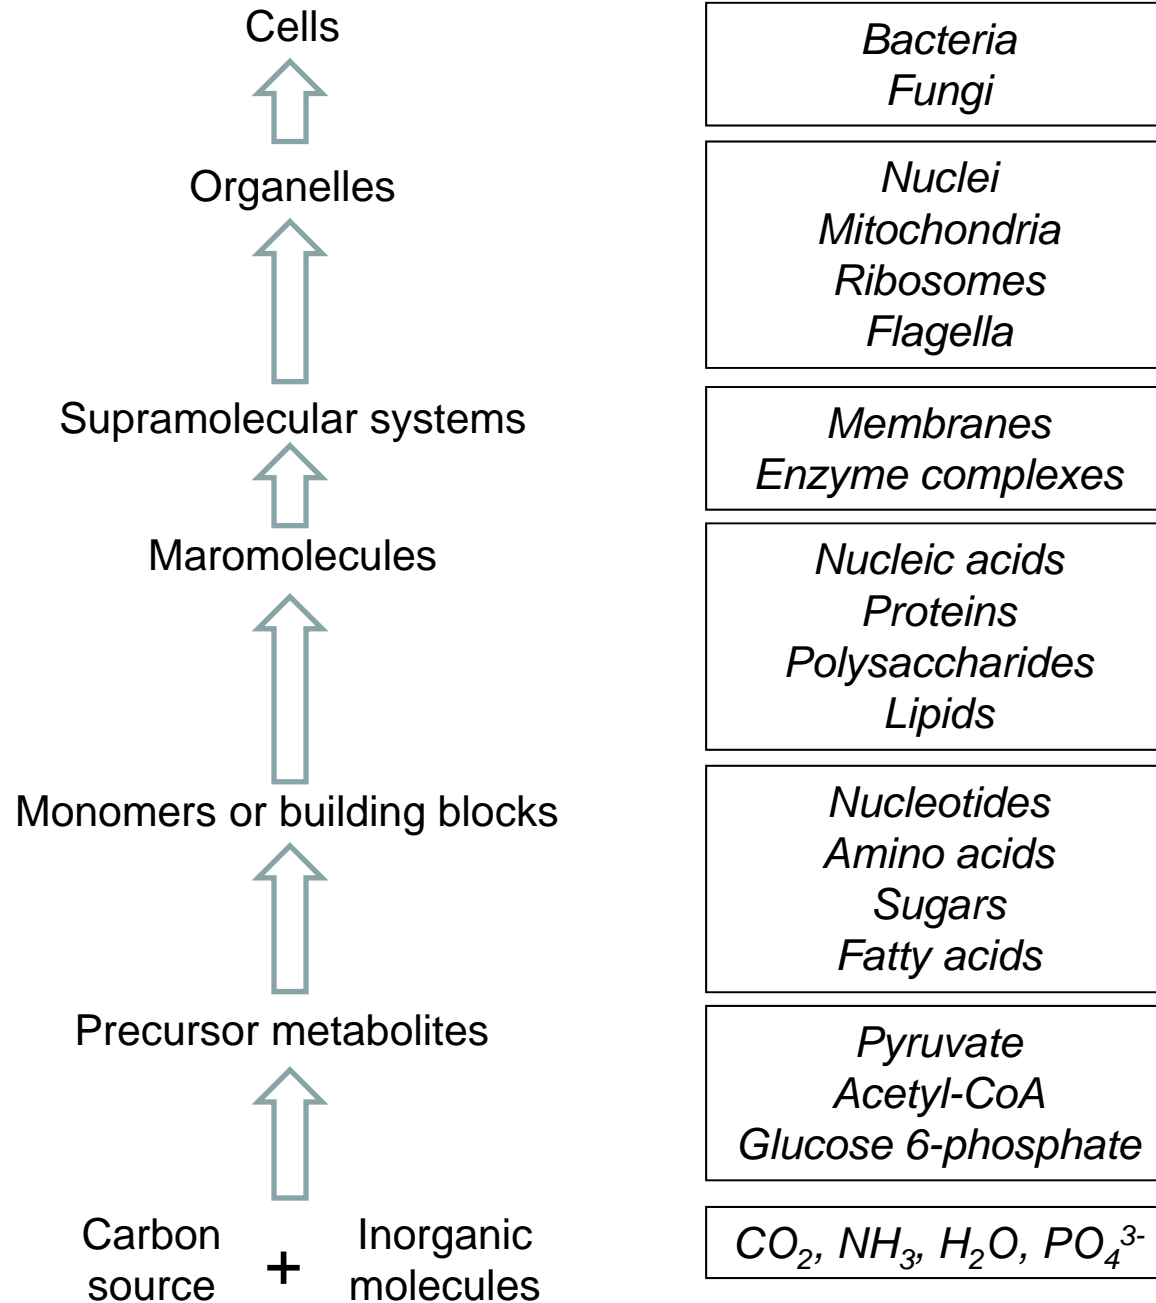 Cells
Bacteria
Fungi
Organelles
Nuclei
Mitochondria
Ribosomes
Flagella
Supramolecular systems
Membranes
Enzyme complexes
Maromolecules
Nucleic acids
Proteins
Polysaccharides
Lipids
Monomers or building blocks
Nucleotides
Amino acids
Sugars
Fatty acids
Precursor metabolites
Pyruvate
Acetyl-CoA
Glucose 6-phosphate
Carbon
source
+
Inorganic
molecules
CO₂, NH₃, H₂O, PO₄³⁻